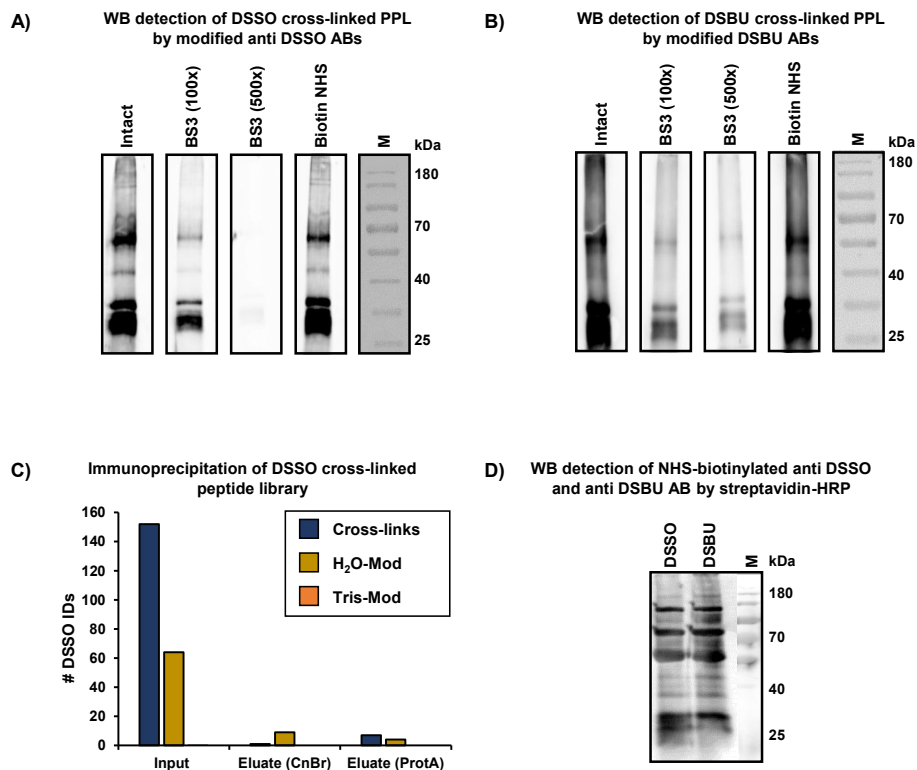 A)
WB detection of DSSO cross-linked PPL
by modified anti DSSO ABs
Intact
BS3 (100x)
BS3 (500x)
Biotin NHS
M
kDa
180
70
40
25
B)
WB detection of DSBU cross-linked PPL
by modified DSBU ABs
Intact
BS3 (100x)
BS3 (500x)
Biotin NHS
M
kDa
180
70
40
25
C)
Immunoprecipitation of DSSO cross-linked
peptide library
# DSSO IDs
160
140
120
100
80
60
40
20
0
Cross-links
H₂O-Mod
Tris-Mod
Input
Eluate (CnBr)
Eluate (ProtA)
D)
WB detection of NHS-biotinylated anti DSSO
and anti DSBU AB by streptavidin-HRP
DSSO
DSBU
M
kDa
180
70
40
25